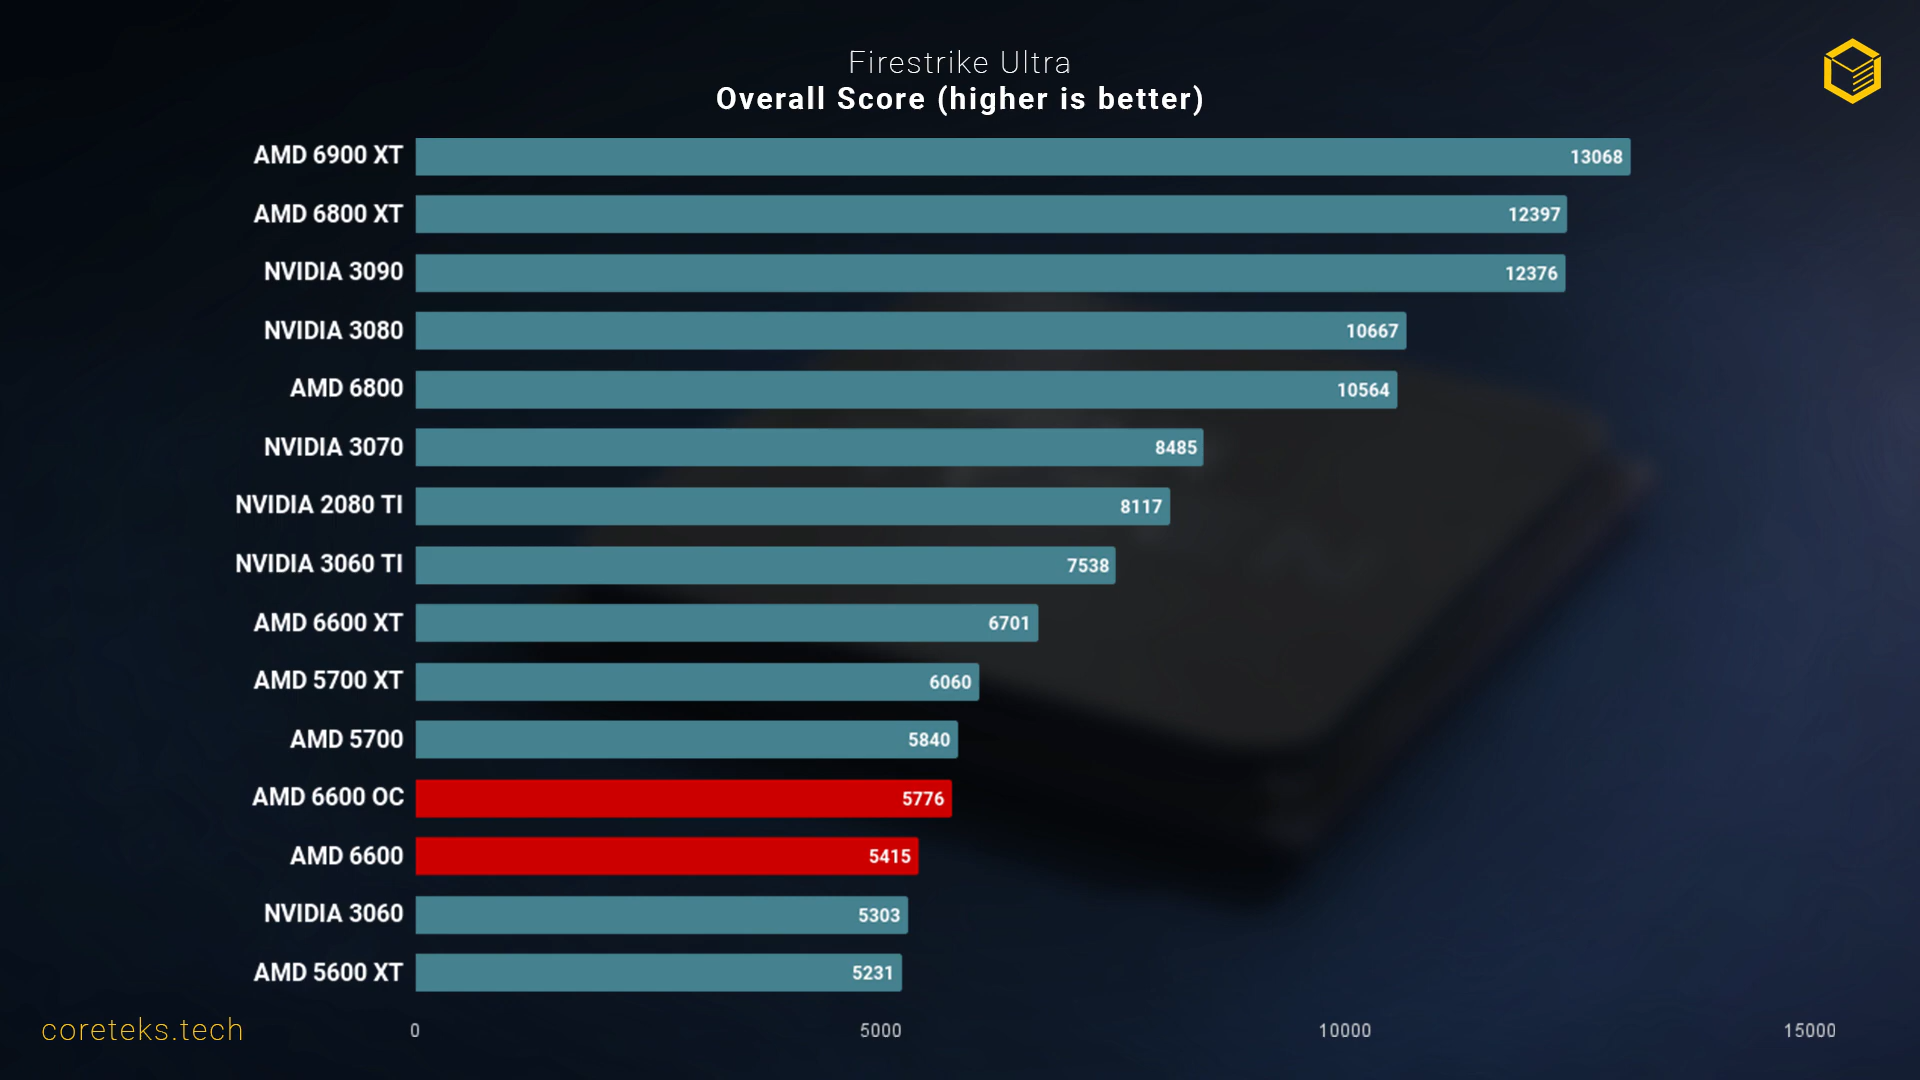 Firestrike Ultra
Overall Score (higher is better)
AMD 6900 XT 13068
AMD 6800 XT 12397
NVIDIA 3090 12376
NVIDIA 3080 10667
AMD 6800 10564
NVIDIA 3070 8485
NVIDIA 2080 TI 8117
NVIDIA 3060 TI 7538
AMD 6600 XT 6701
AMD 5700 XT 6060
AMD 5700 5840
AMD 6600 OC 5776
AMD 6600 5415
NVIDIA 3060 5303
AMD 5600 XT 5231
0 5000 10000 15000
coreteks.tech